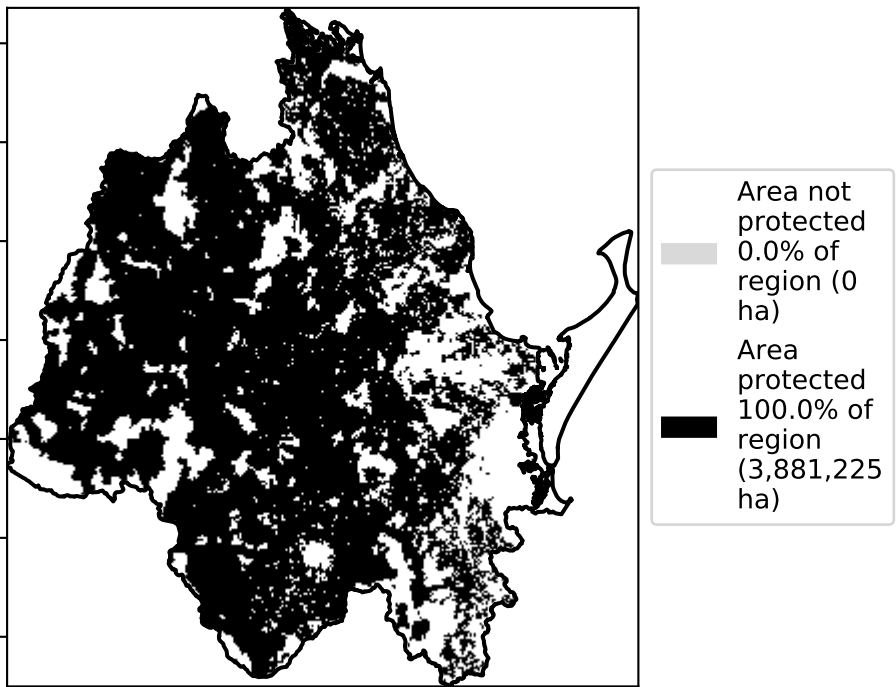 Area not
protected
0.0% of
region (0
ha)
Area
protected
100.0% of
region
(3,881,225
ha)